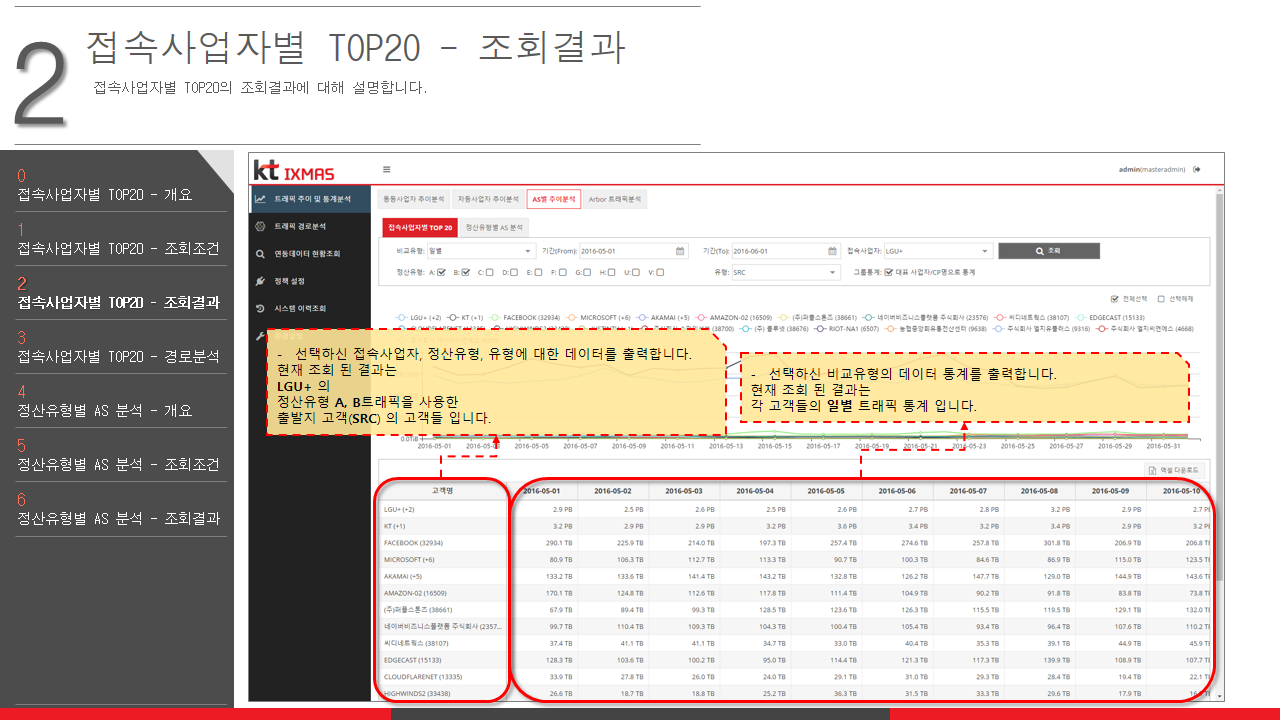 2
접속사업자별 TOP20 - 조회결과
접속사업자별 TOP20의 조회결과에 대해 설명합니다.
0
접속사업자별 TOP20 - 개요
1
접속사업자별 TOP20 - 조회조건
2
접속사업자별 TOP20 - 조회결과
3
접속사업자별 TOP20 - 경로분석
4
정산유형별 AS 분석 - 개요
5
정산유형별 AS 분석 - 조회조건
6
정산유형별 AS 분석 - 조회결과
kt IXMAS
admin(masteradmin)
트래픽 추이 및 통계분석
트래픽 경로분석
연동데이터 현황조회
정책 설정
시스템 이력조회
통동사업자 추이분석 자동사업자 추이분석 AS별 추이분석 Arbor 트래픽분석
접속사업자별 TOP 20 정산유형별 AS 분석
비교유형: 일별 기간(From): 2016-05-01 기간(To): 2016-06-01 접속사업자: LGU+ 조회
정산유형: A: B: C: D: E: F: G: H: U: V: 유형: SRC 그룹통계: 대표 사업자/CP명으로 통계
전체선택 선택해제
LGU+ (+2) KT (+1) FACEBOOK (32934) MICROSOFT (+6) AKAMAI (+5) AMAZON-02 (16509) (주)퍼플스톤즈 (38661) 네이버비즈니스플랫폼 주식회사 (23576) 씨디네트웍스 (38107) EDGECAST (15133)
(38700) (주) 클루넷 (38676) RIOT-NA1 (6507) 농협중앙회유통전산센터 (9638) 주식회사 엘지유플러스 (9316) 주식회사 엘지씨엔에스 (4668)
- 선택하신 접속사업자, 정산유형, 유형에 대한 데이터를 출력합니다.
현재 조회 된 결과는
LGU+ 의
정산유형 A, B트래픽을 사용한
출발지 고객(SRC) 의 고객들 입니다.
- 선택하신 비교유형의 데이터 통계를 출력합니다.
현재 조회 된 결과는
각 고객들의 일별 트래픽 통계 입니다.
0.01iB
2016-05-01 2016-05-03 2016-05-05 2016-05-07 2016-05-09 2016-05-11 2016-05-13 2016-05-15 2016-05-17 2016-05-19 2016-05-21 2016-05-23 2016-05-25 2016-05-27 2016-05-29 2016-05-31
엑셀 다운로드
고객명 2016-05-01 2016-05-02 2016-05-03 2016-05-04 2016-05-05 2016-05-06 2016-05-07 2016-05-08 2016-05-09 2016-05-10
LGU+ (+2) 2.9 PB 2.5 PB 2.6 PB 2.5 PB 2.6 PB 2.7 PB 2.8 PB 3.2 PB 2.9 PB 2.7 PB
KT (+1) 3.2 PB 2.9 PB 2.9 PB 3.2 PB 3.6 PB 3.4 PB 3.2 PB 3.4 PB 2.9 PB 3.2 PB
FACEBOOK (32934) 290.1 TB 225.9 TB 214.0 TB 197.3 TB 257.4 TB 274.6 TB 257.8 TB 301.8 TB 206.9 TB 206.8 TB
MICROSOFT (+6) 80.9 TB 106.3 TB 112.7 TB 113.3 TB 90.7 TB 100.3 TB 84.6 TB 86.9 TB 115.0 TB 123.5 TB
AKAMAI (+5) 133.2 TB 133.6 TB 141.4 TB 143.2 TB 132.8 TB 126.2 TB 147.7 TB 129.0 TB 144.9 TB 143.6 TB
AMAZON-02 (16509) 170.1 TB 124.8 TB 112.6 TB 117.8 TB 111.4 TB 104.9 TB 90.2 TB 91.8 TB 83.8 TB 73.8 TB
(주)퍼플스톤즈 (38661) 67.9 TB 89.4 TB 99.3 TB 128.5 TB 123.6 TB 126.3 TB 115.5 TB 119.5 TB 129.1 TB 132.0 TB
네이버비즈니스플랫폼 주식회사 (2357... 99.7 TB 110.4 TB 109.3 TB 104.3 TB 100.4 TB 105.4 TB 93.4 TB 96.4 TB 107.6 TB 110.2 TB
씨디네트웍스 (38107) 37.4 TB 41.1 TB 41.1 TB 34.7 TB 33.0 TB 40.4 TB 35.3 TB 39.1 TB 44.9 TB 45.9 TB
EDGECAST (15133) 128.3 TB 103.6 TB 100.2 TB 95.0 TB 114.4 TB 121.3 TB 117.3 TB 139.9 TB 108.9 TB 107.7 TB
CLOUDFLARENET (13335) 33.9 TB 27.8 TB 26.0 TB 24.0 TB 29.1 TB 31.0 TB 29.3 TB 28.4 TB 19.4 TB 22.1 TB
HIGHWINDS2 (33438) 26.6 TB 18.7 TB 18.8 TB 25.2 TB 36.3 TB 31.5 TB 33.3 TB 29.6 TB 17.9 TB